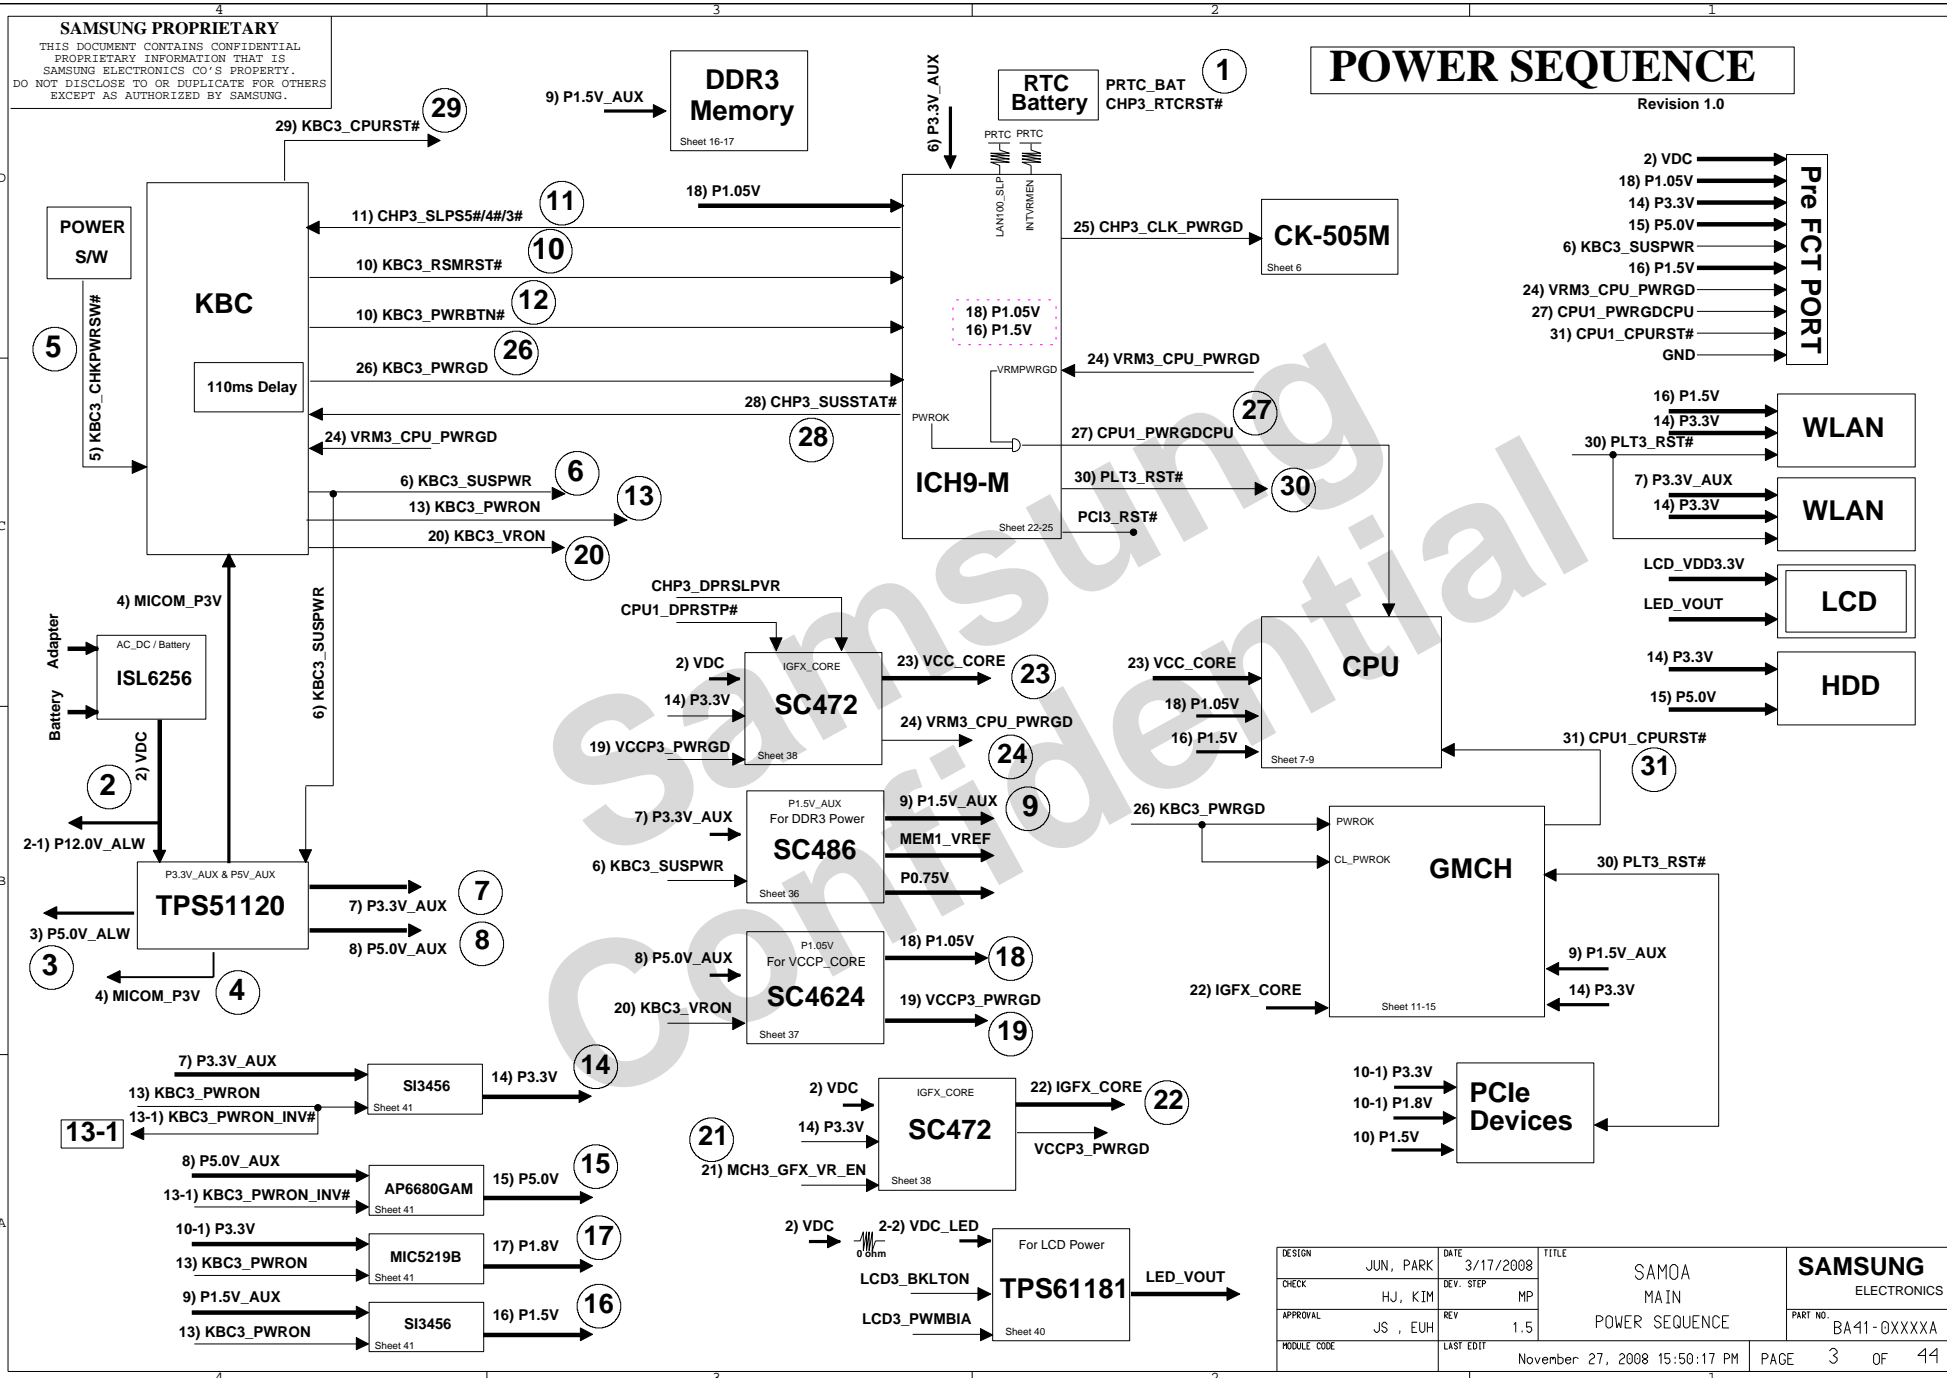 SAMSUNG PROPRIETARY
THIS DOCUMENT CONTAINS CONFIDENTIAL
PROPRIETARY INFORMATION THAT IS
SAMSUNG ELECTRONICS CO'S PROPERTY.
DO NOT DISCLOSE TO OR DUPLICATE FOR OTHERS
EXCEPT AS AUTHORIZED BY SAMSUNG.
4
3
2
1
D
C
B
A
POWER SEQUENCE
Revision 1.0
29) KBC3_CPURST#
29
9) P1.5V_AUX
DDR3
Memory
Sheet 16-17
6) P3.3V_AUX
RTC
Battery
PRTC_BAT
CHP3_RTCRST#
1
PRTC
PRTC
LAN100_SLP
INTVRMEN
POWER
S/W
5
5) KBC3_CHKPWRSW#
KBC
110ms Delay
18) P1.05V
11) CHP3_SLPS5#/4#/3#
11
10
10) KBC3_RSMRST#
12
10) KBC3_PWRBTN#
26
26) KBC3_PWRGD
28) CHP3_SUSSTAT#
28
24) VRM3_CPU_PWRGD
6) KBC3_SUSPWR
6
13) KBC3_PWRON
13
20) KBC3_VRON
20
18) P1.05V
16) P1.5V
VRMPWRGD
PWROK
ICH9-M
Sheet 22-25
25) CHP3_CLK_PWRGD
CK-505M
Sheet 6
24) VRM3_CPU_PWRGD
27
27) CPU1_PWRGDCPU
30) PLT3_RST#
30
PCI3_RST#
2) VDC
18) P1.05V
14) P3.3V
15) P5.0V
6) KBC3_SUSPWR
16) P1.5V
24) VRM3_CPU_PWRGD
27) CPU1_PWRGDCPU
31) CPU1_CPURST#
GND
Pre FCT PORT
16) P1.5V
14) P3.3V
30) PLT3_RST#
WLAN
7) P3.3V_AUX
14) P3.3V
WLAN
LCD_VDD3.3V
LED_VOUT
LCD
14) P3.3V
15) P5.0V
HDD
4) MICOM_P3V
6) KBC3_SUSPWR
Adapter
Battery
AC_DC / Battery
ISL6256
2
2) VDC
2-1) P12.0V_ALW
P3.3V_AUX & P5V_AUX
TPS51120
3) P5.0V_ALW
3
4) MICOM_P3V
4
7
7) P3.3V_AUX
8) P5.0V_AUX
8
CHP3_DPRSLPVR
CPU1_DPRSTP#
2) VDC
14) P3.3V
19) VCCP3_PWRGD
IGFX_CORE
SC472
Sheet 38
23) VCC_CORE
23
24) VRM3_CPU_PWRGD
24
7) P3.3V_AUX
6) KBC3_SUSPWR
P1.5V_AUX
For DDR3 Power
SC486
Sheet 36
9) P1.5V_AUX
9
MEM1_VREF
P0.75V
8) P5.0V_AUX
20) KBC3_VRON
P1.05V
For VCCP_CORE
SC4624
Sheet 37
18) P1.05V
18
19) VCCP3_PWRGD
19
23) VCC_CORE
18) P1.05V
16) P1.5V
CPU
Sheet 7-9
31) CPU1_CPURST#
31
26) KBC3_PWRGD
PWROK
CL_PWROK
GMCH
Sheet 11-15
30) PLT3_RST#
9) P1.5V_AUX
14) P3.3V
22) IGFX_CORE
10-1) P3.3V
10-1) P1.8V
10) P1.5V
PCIe
Devices
7) P3.3V_AUX
13) KBC3_PWRON
13-1) KBC3_PWRON_INV#
13-1
SI3456
Sheet 41
14) P3.3V
14
8) P5.0V_AUX
13-1) KBC3_PWRON_INV#
AP6680GAM
Sheet 41
15) P5.0V
15
10-1) P3.3V
13) KBC3_PWRON
MIC5219B
Sheet 41
17) P1.8V
17
9) P1.5V_AUX
13) KBC3_PWRON
SI3456
Sheet 41
16) P1.5V
16
2) VDC
14) P3.3V
21
21) MCH3_GFX_VR_EN
IGFX_CORE
SC472
Sheet 38
22) IGFX_CORE
22
VCCP3_PWRGD
2) VDC
0 ohm
2-2) VDC_LED
LCD3_BKLTON
LCD3_PWMBIA
For LCD Power
TPS61181
Sheet 40
LED_VOUT
Samsung
Confidential
DESIGN
JUN, PARK
DATE
3/17/2008
TITLE
SAMOA
MAIN
POWER SEQUENCE
SAMSUNG
ELECTRONICS
CHECK
HJ, KIM
DEV. STEP
MP
APPROVAL
JS , EUH
REV
1.5
PART NO.
BA41-0XXXXA
MODULE CODE
LAST EDIT
November 27, 2008 15:50:17 PM
PAGE 3 OF 44
4
3
2
1